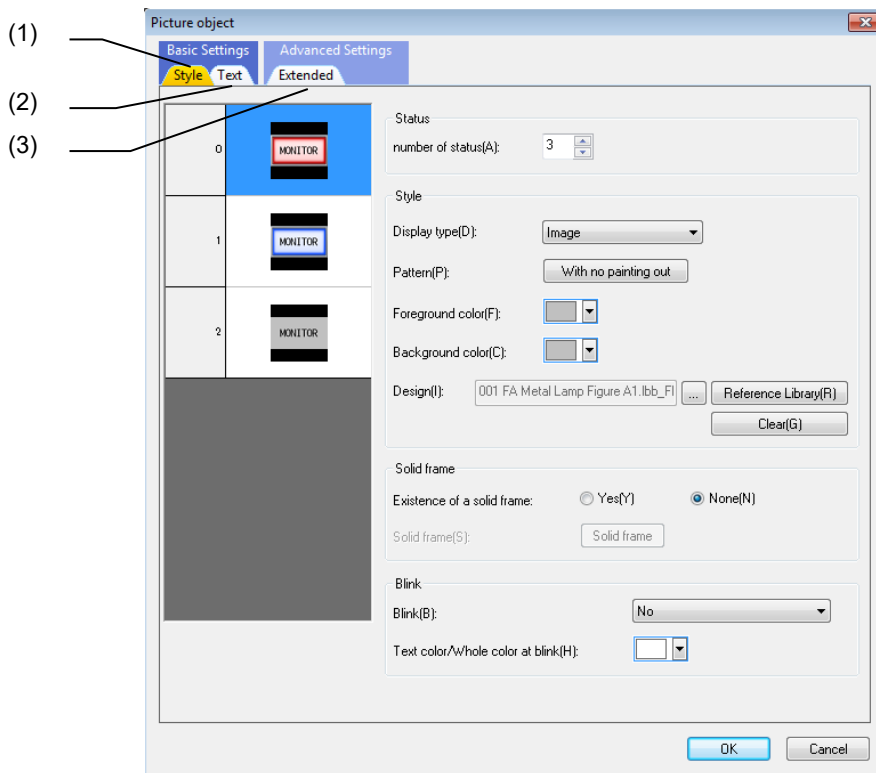 Picture object
(1)
Basic Settings
Advanced Settings
Style
Text
Extended
(2)
(3)
0
MONITOR
1
MONITOR
2
MONITOR
Status
number of status(A):
3
Style
Display type(D):
Image
Pattern(P):
With no painting out
Foreground color(F):
Background color(C):
Design(I):
001 FA Metal Lamp Figure A1.lbb_Fl
...
Reference Library(R)
Clear(G)
Solid frame
Existence of a solid frame:
Yes(Y)
None(N)
Solid frame(S):
Solid frame
Blink
Blink(B):
No
Text color/Whole color at blink(H):
OK
Cancel